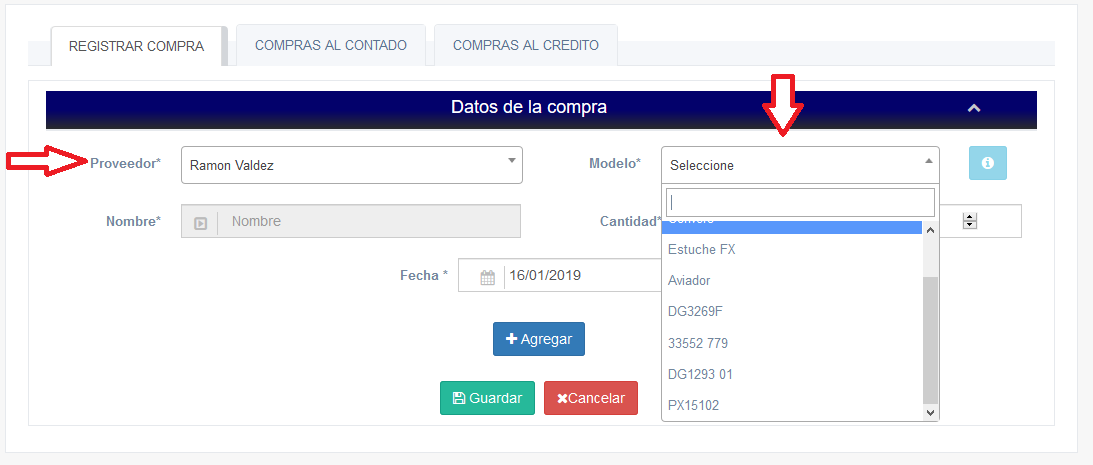 REGISTRAR COMPRA COMPRAS AL CONTADO COMPRAS AL CREDITO
Datos de la compra
Proveedor* Ramon Valdez Modelo* Seleccione
Nombre* Nombre Cantidad*
Estuche FX
Fecha * 16/01/2019
Aviador
DG3269F
Agregar
33552 779
DG1293 01
Guardar Cancelar
PX15102